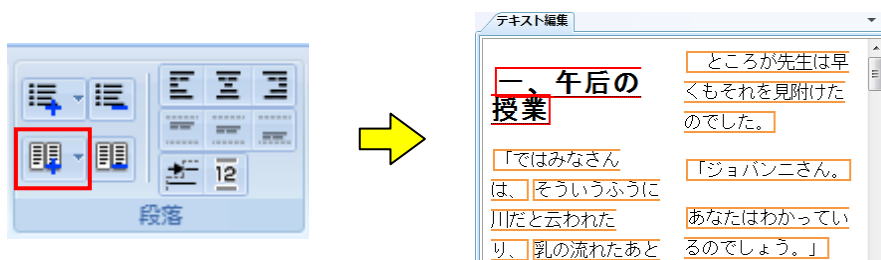 12
段落
テキスト編集
一、午后の
授業
「ではみなさん
は、そういうふうに
川だと云われた
り、乳の流れたあと
ところが先生は早
くもそれを見附けた
のでした。
「ジョバンニさん。
あなたはわかってい
るのでしょう。」